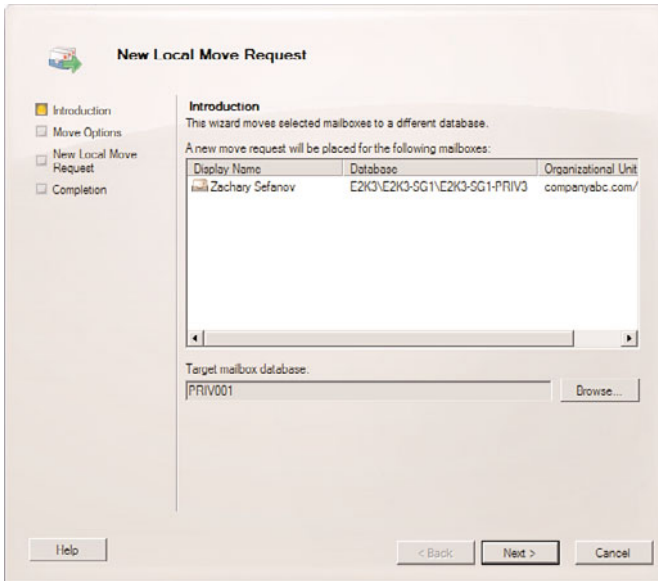 New Local Move Request
Introduction
Move Options
New Local Move
Request
Completion
Introduction
This wizard moves selected mailboxes to a different database.
A new move request will be placed for the following mailboxes:
Display Name Database Organizational Unit
Zachary Sefanov E2K3\E2K3-SG1\E2K3-SG1-PRIV3 companyabc.com/
Target mailbox database:
PRIV001
Browse...
Help
< Back
Next >
Cancel